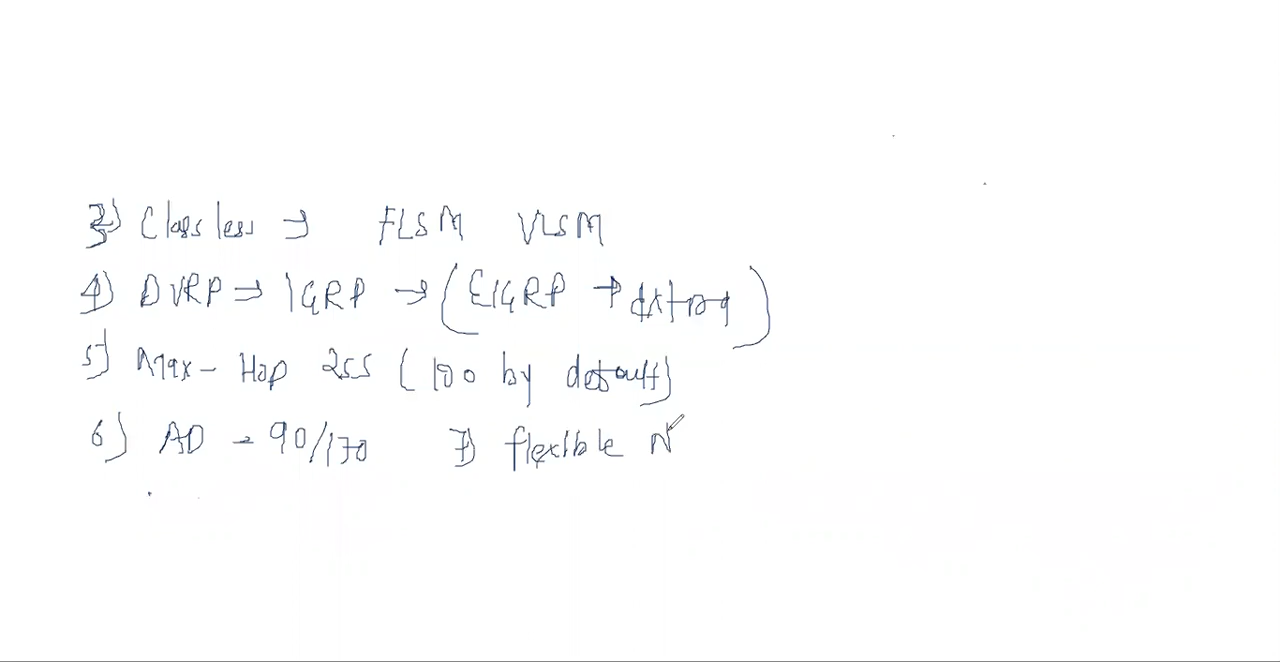 3) Classless → FLSM VLSM
4) DVRP → IGRP → (EIGRP →
5) Max- Hop 255 (100 by default)
6) AD - 90/170 7) flexible N